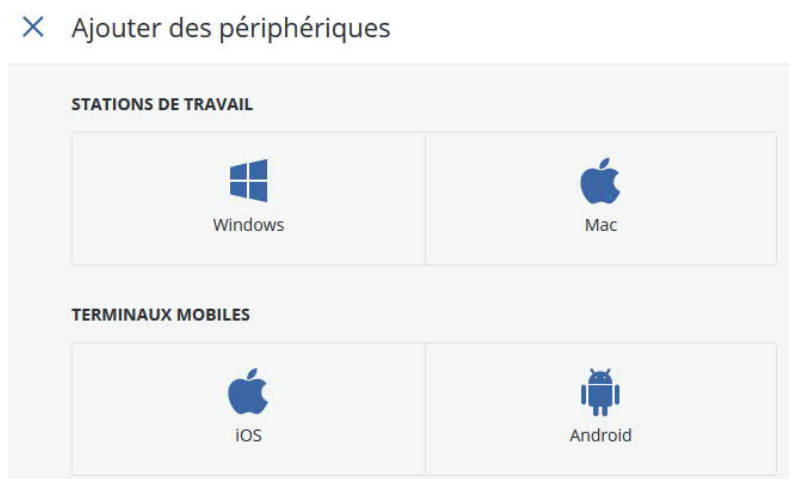 Ajouter des périphériques
STATIONS DE TRAVAIL
Windows
Mac
TERMINAUX MOBILES
iOS
Android